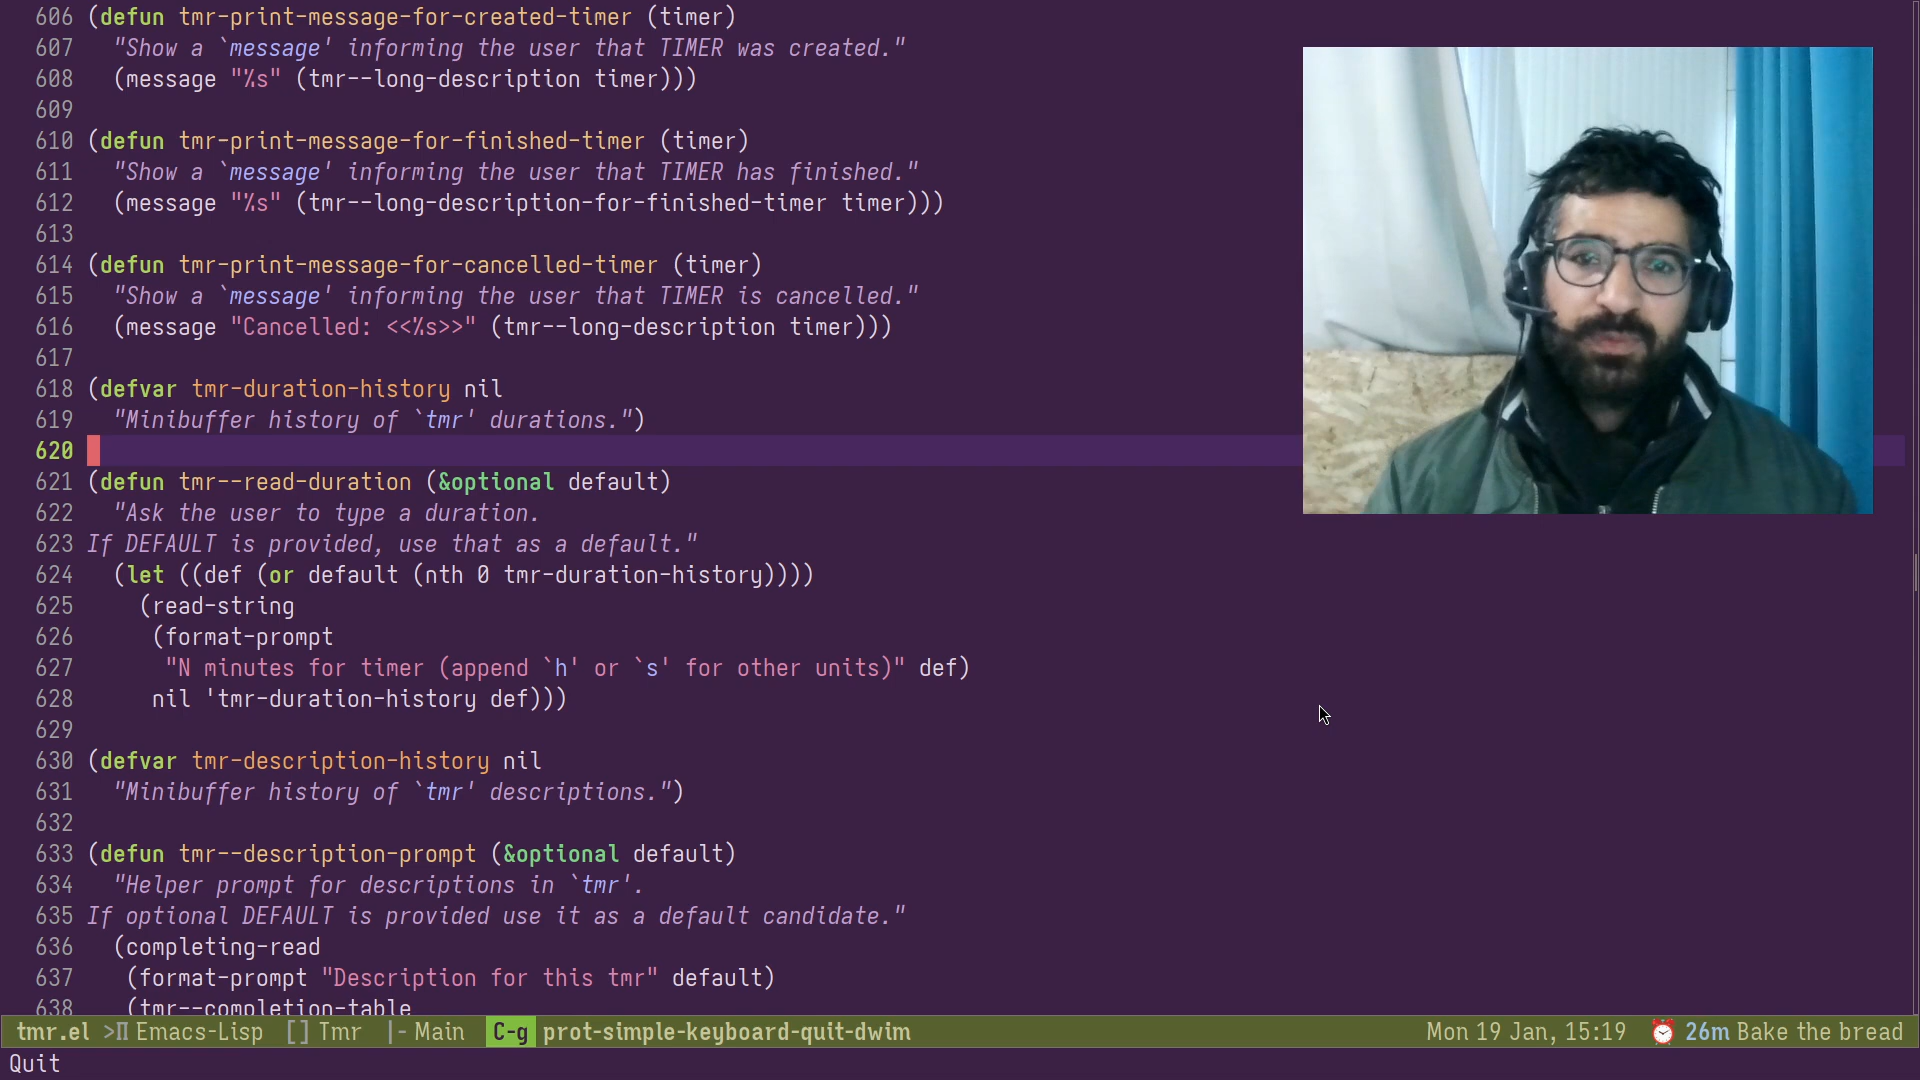 606 (defun tmr-print-message-for-created-timer (timer)
607   "Show a `message' informing the user that TIMER was created."
608   (message "%s" (tmr--long-description timer)))
609
610 (defun tmr-print-message-for-finished-timer (timer)
611   "Show a `message' informing the user that TIMER has finished."
612   (message "%s" (tmr--long-description-for-finished-timer timer)))
613
614 (defun tmr-print-message-for-cancelled-timer (timer)
615   "Show a `message' informing the user that TIMER is cancelled."
616   (message "Cancelled: <<%s>>" (tmr--long-description timer)))
617
618 (defvar tmr-duration-history nil
619   "Minibuffer history of `tmr' durations.")
620
621 (defun tmr--read-duration (&optional default)
622   "Ask the user to type a duration.
623 If DEFAULT is provided, use that as a default."
624   (let ((def (or default (nth 0 tmr-duration-history))))
625     (read-string
626      (format-prompt
627       "N minutes for timer (append `h' or `s' for other units)" def)
628      nil 'tmr-duration-history def)))
629
630 (defvar tmr-description-history nil
631   "Minibuffer history of `tmr' descriptions.")
632
633 (defun tmr--description-prompt (&optional default)
634   "Helper prompt for descriptions in `tmr'.
635 If optional DEFAULT is provided use it as a default candidate."
636   (completing-read
637    (format-prompt "Description for this tmr" default)
638    (tmr--completion-table
tmr.el >Π Emacs-Lisp [] Tmr |- Main C-g prot-simple-keyboard-quit-dwim Mon 19 Jan, 15:19 ⏰ 26m Bake the bread
Quit